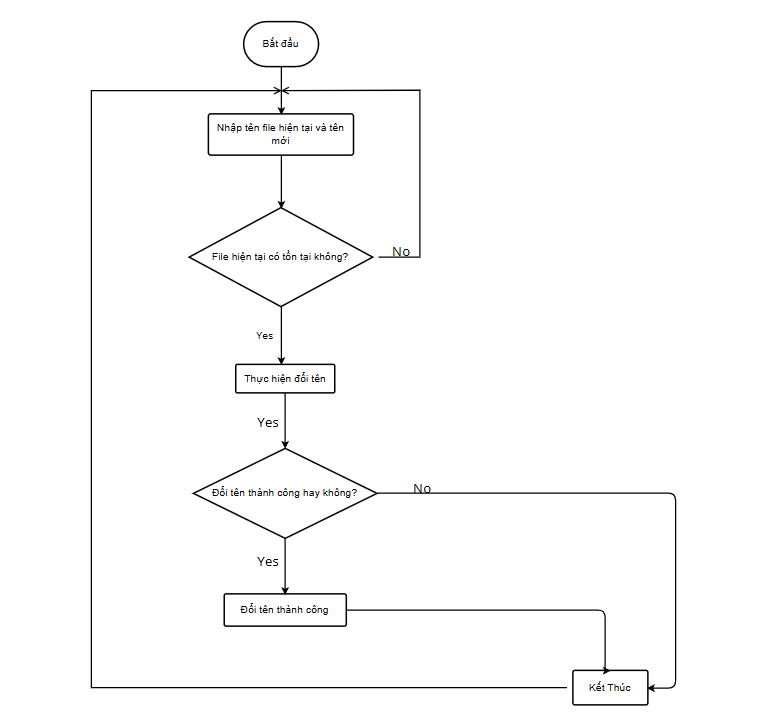 Bắt đầu
Nhập tên file hiện tại và tên
mới
File hiện tại có tồn tại không?
No
Yes
Thực hiện đổi tên
Yes
Đổi tên thành công hay không?
No
Yes
Đổi tên thành công
Kết Thúc